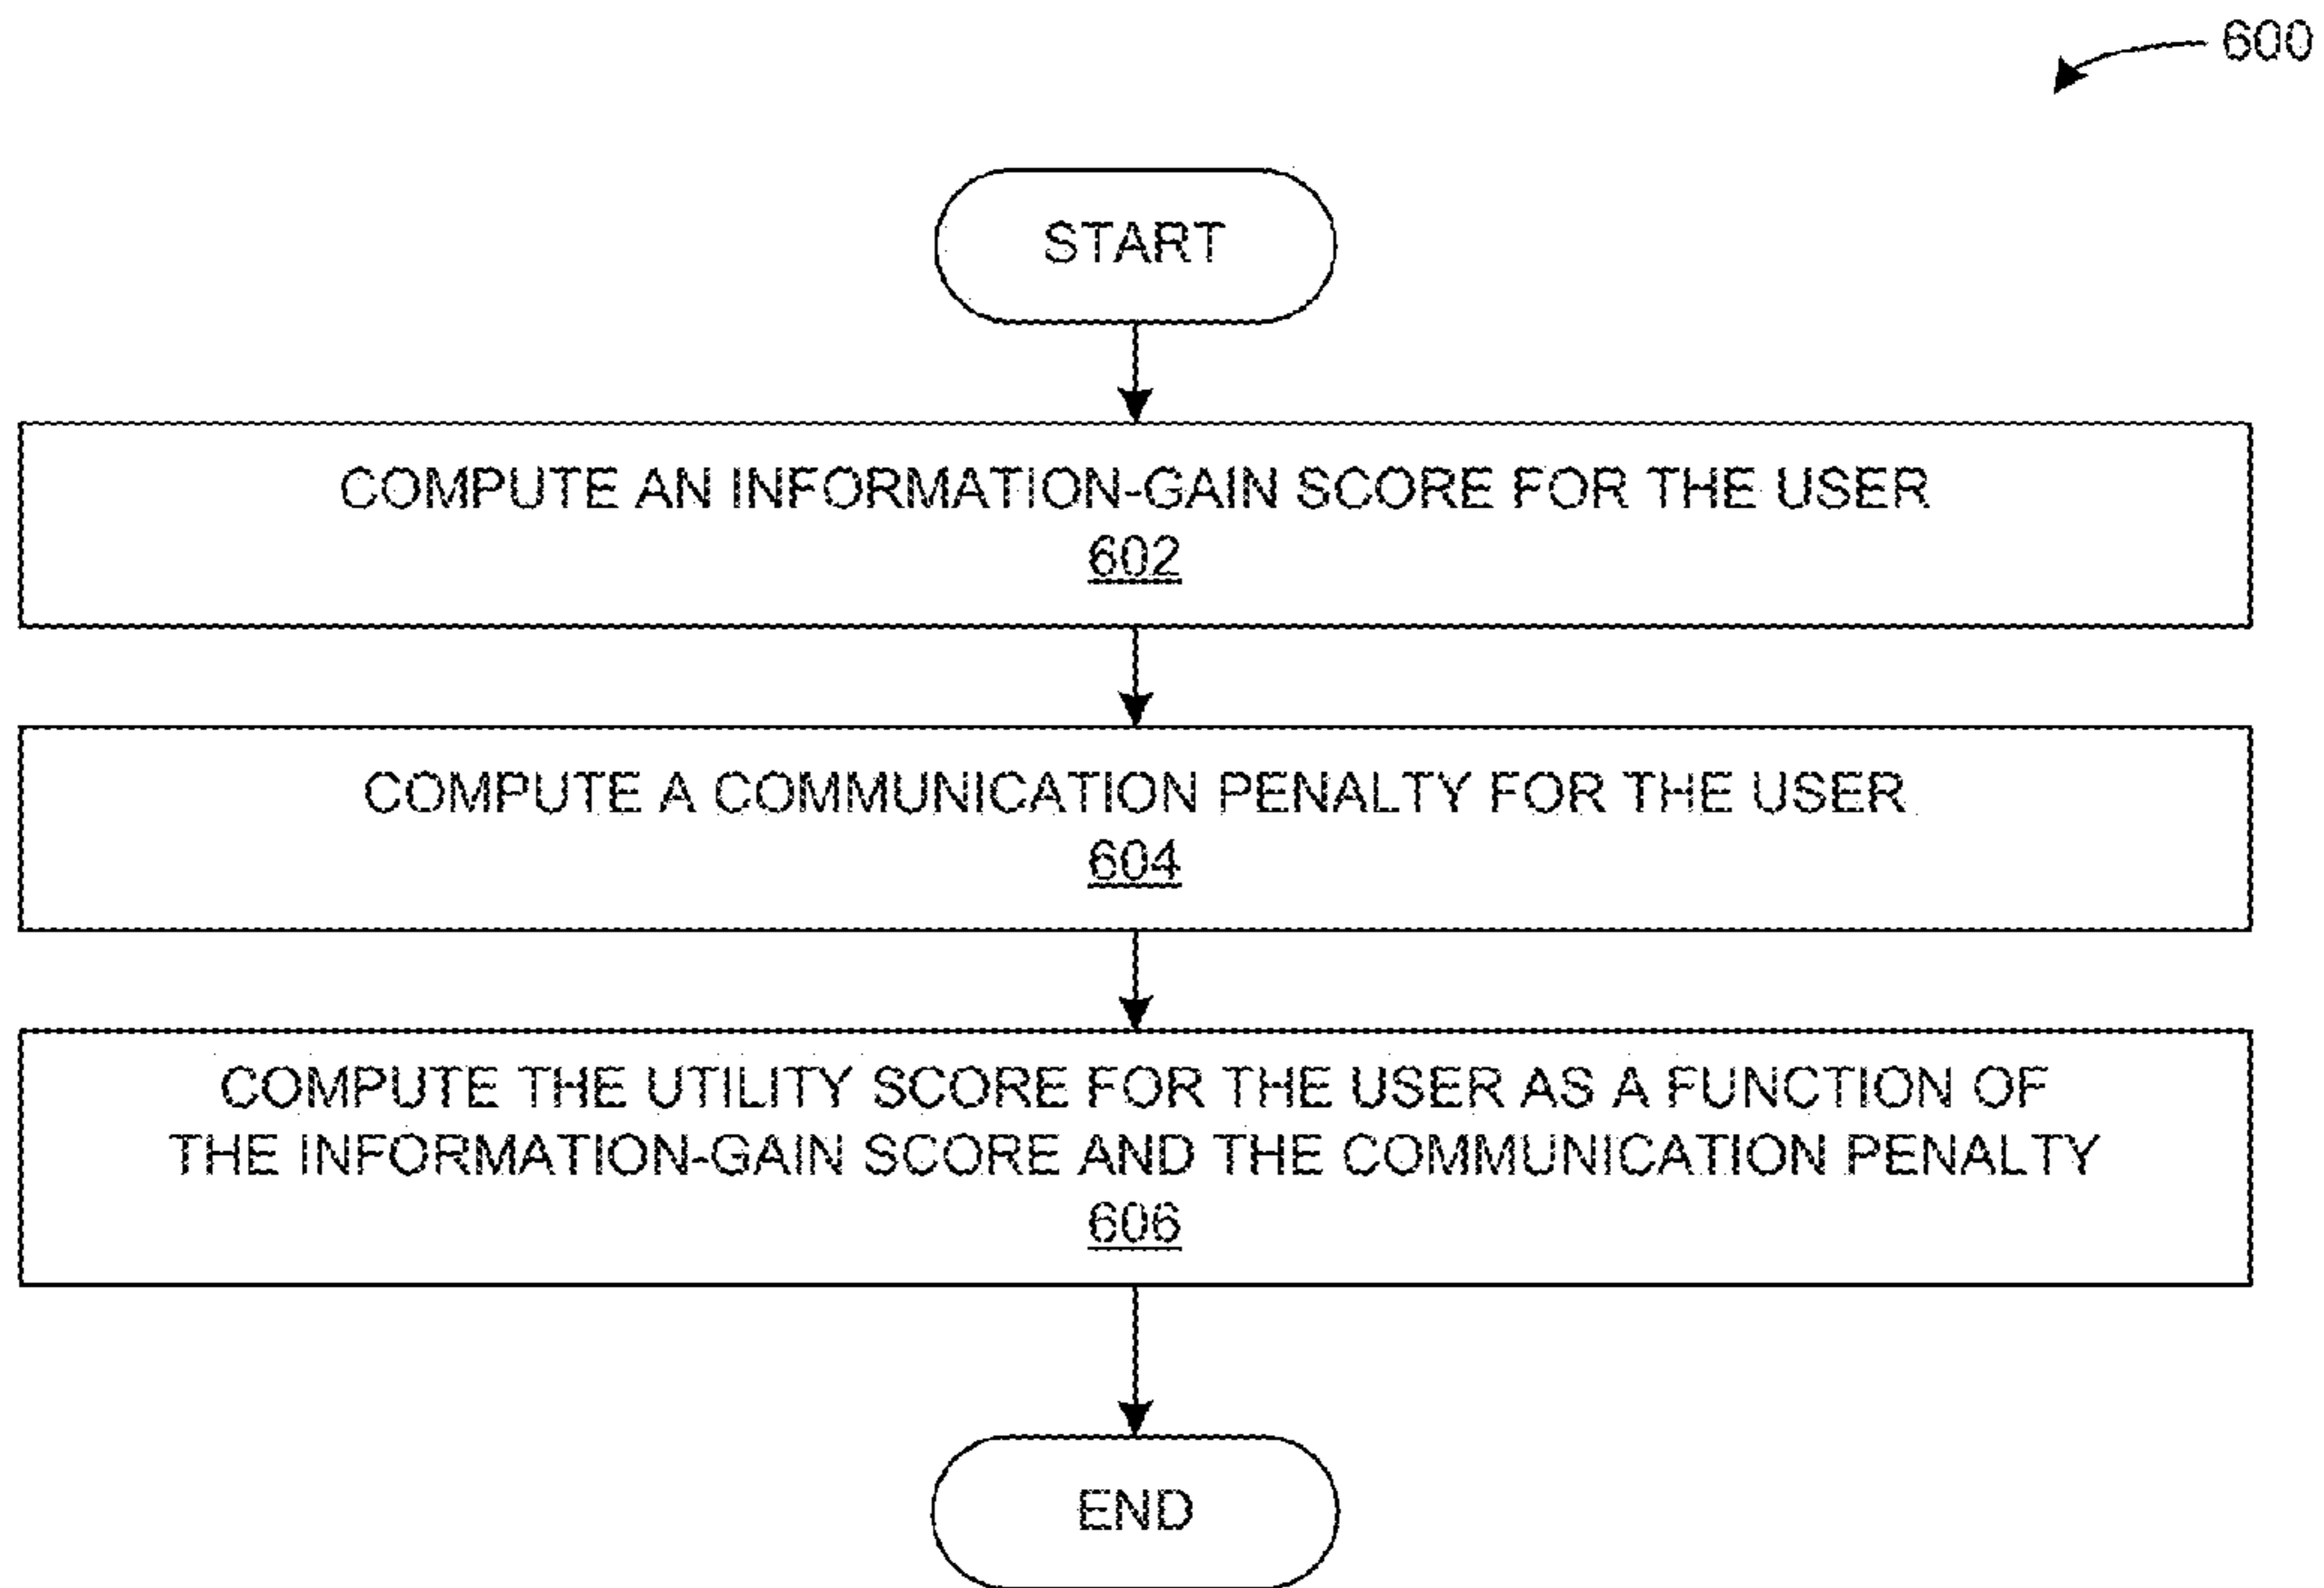 600
START
COMPUTE AN INFORMATION-GAIN SCORE FOR THE USER
602
COMPUTE A COMMUNICATION PENALTY FOR THE USER
604
COMPUTE THE UTILITY SCORE FOR THE USER AS A FUNCTION OF
THE INFORMATION-GAIN SCORE AND THE COMMUNICATION PENALTY
606
END